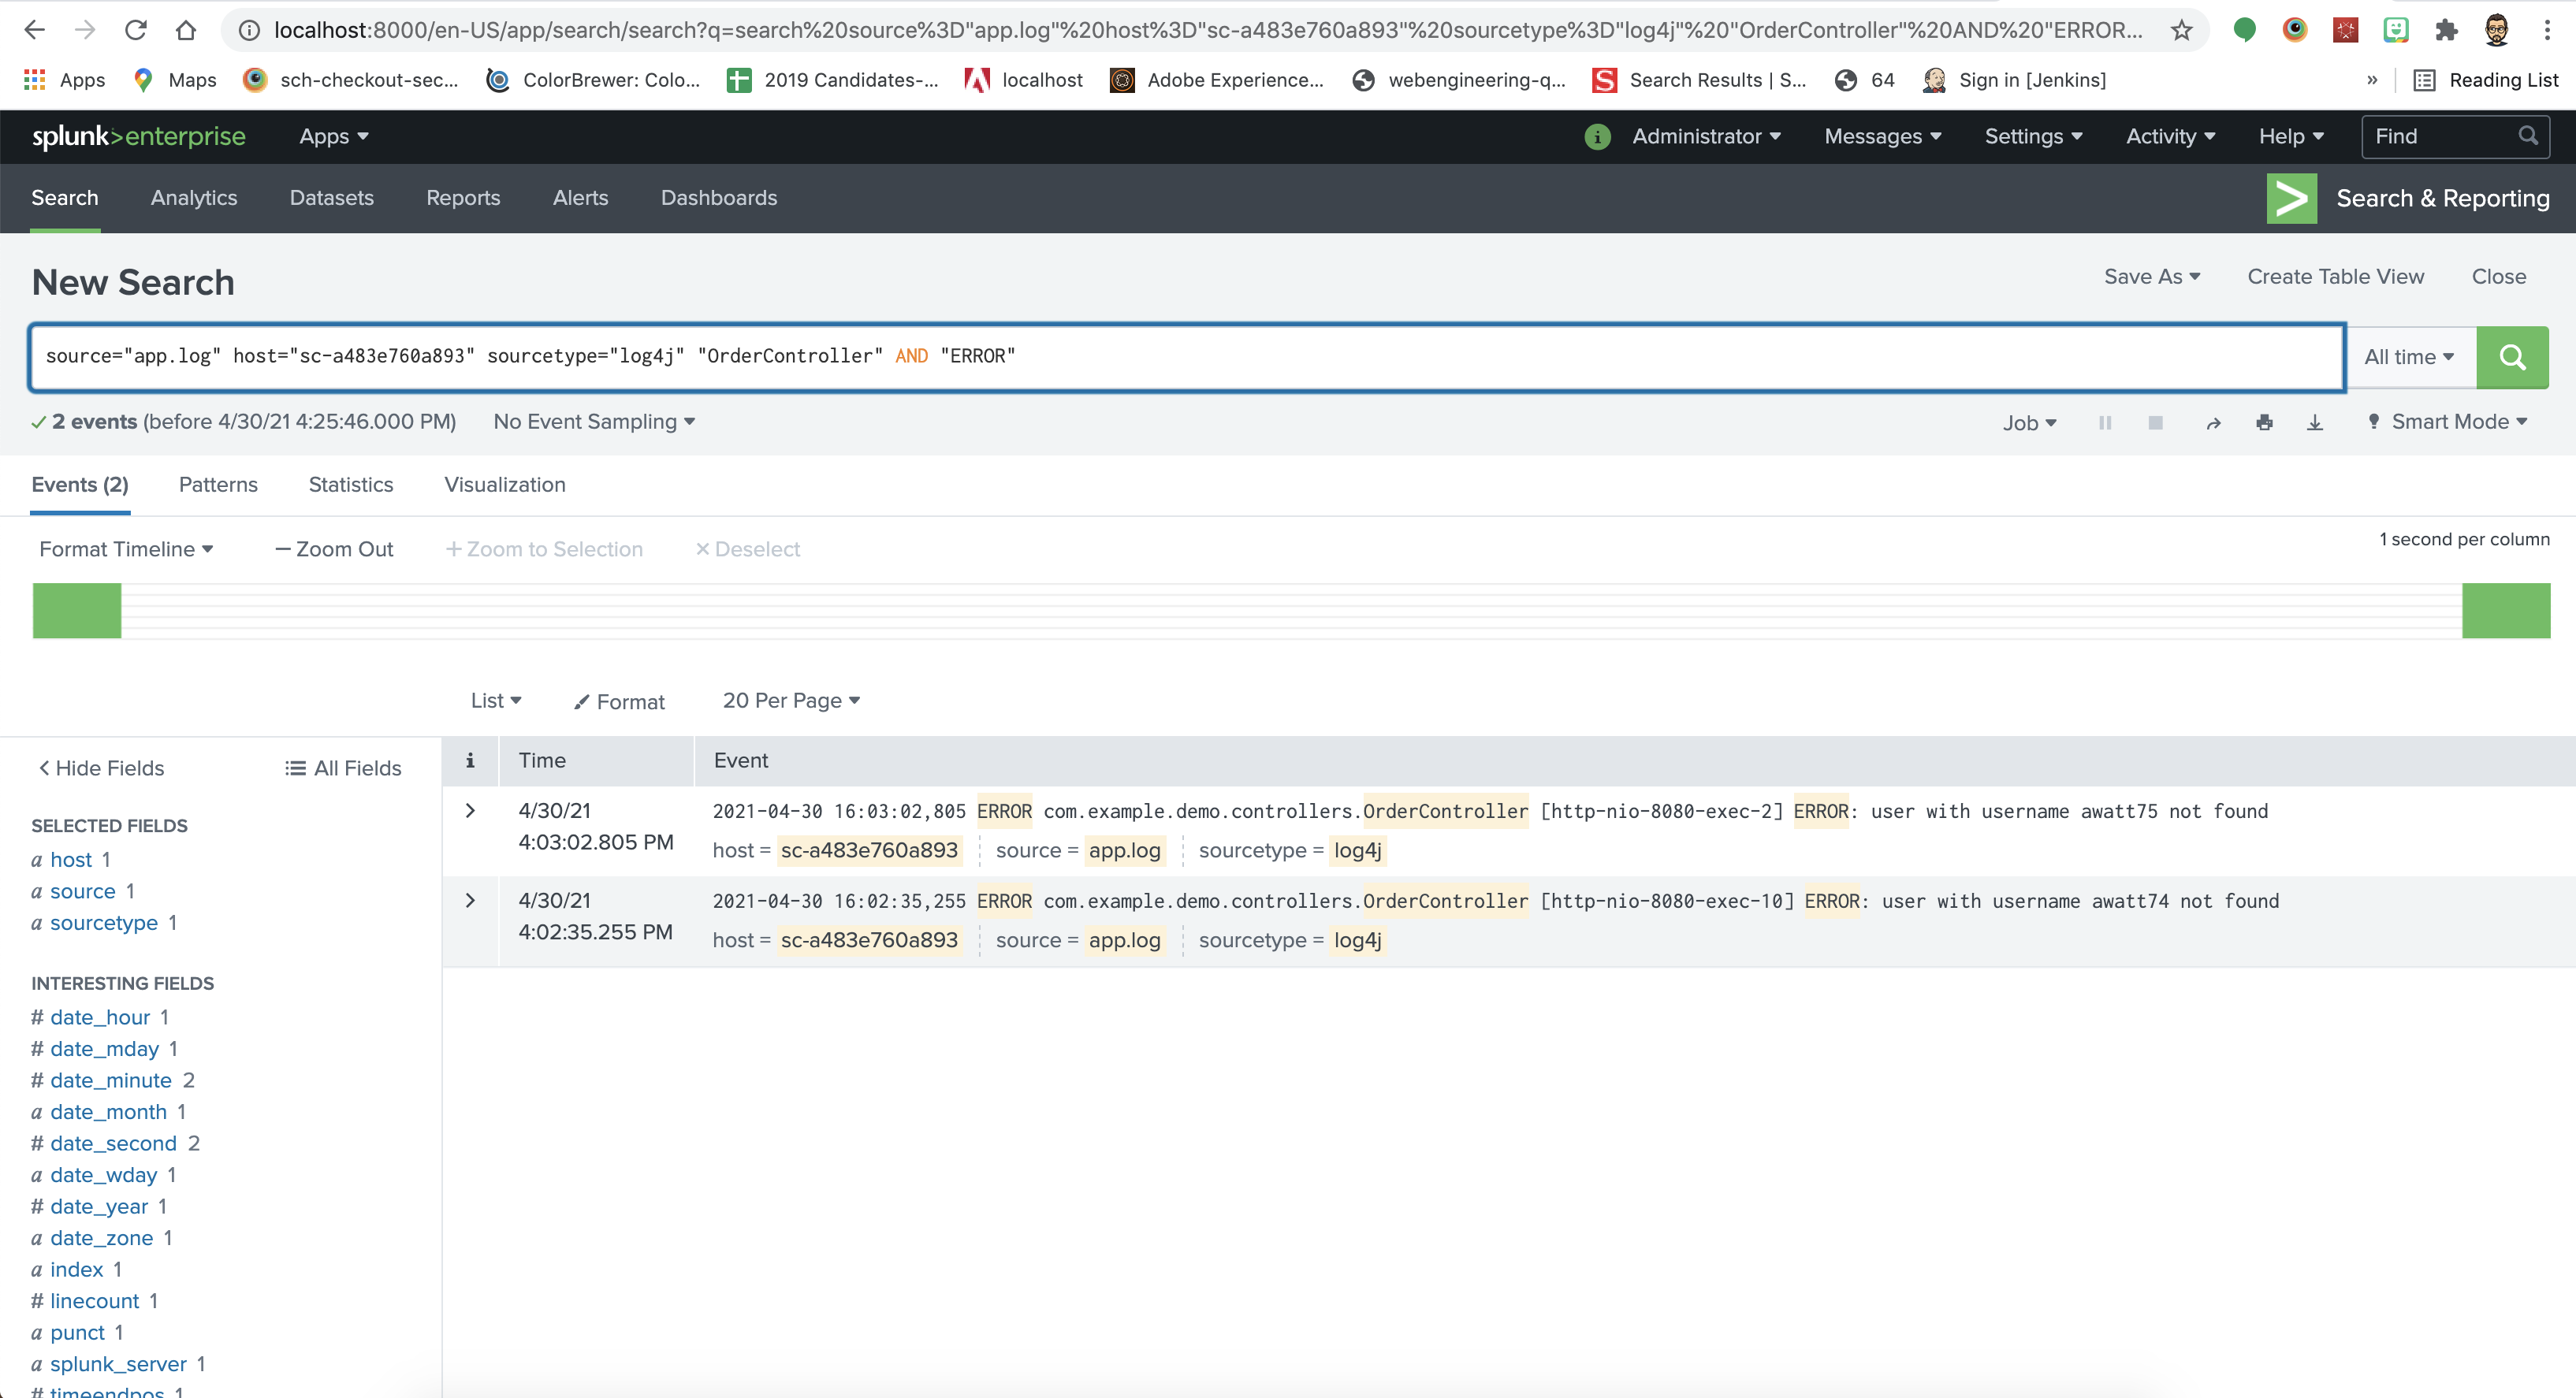 localhost:8000/en-US/app/search/search?q=search%20source%3D"app.log"%20host%3D"sc-a483e760a893"%20sourcetype%3D"log4j"%20"OrderController"%20AND%20"ERROR...
Apps Maps sch-checkout-sec... ColorBrewer: Colo... 2019 Candidates-... localhost Adobe Experience... webengineering-q... Search Results | S... 64 Sign in [Jenkins] » Reading List
splunk>enterprise Apps i Administrator Messages Settings Activity Help Find
Search Analytics Datasets Reports Alerts Dashboards > Search & Reporting
New Search Save As Create Table View Close
source="app.log" host="sc-a483e760a893" sourcetype="log4j" "OrderController" AND "ERROR" All time
2 events (before 4/30/21 4:25:46.000 PM) No Event Sampling Job Smart Mode
Events (2) Patterns Statistics Visualization
Format Timeline — Zoom Out + Zoom to Selection × Deselect 1 second per column
List Format 20 Per Page
< Hide Fields All Fields
SELECTED FIELDS
a host 1
a source 1
a sourcetype 1
INTERESTING FIELDS
# date_hour 1
# date_mday 1
# date_minute 2
a date_month 1
# date_second 2
a date_wday 1
# date_year 1
a date_zone 1
a index 1
# linecount 1
a punct 1
a splunk_server 1
# timeendpos 1
i Time Event
> 4/30/21 2021-04-30 16:03:02,805 ERROR com.example.demo.controllers.OrderController [http-nio-8080-exec-2] ERROR: user with username awatt75 not found
4:03:02.805 PM host = sc-a483e760a893 source = app.log sourcetype = log4j
> 4/30/21 2021-04-30 16:02:35,255 ERROR com.example.demo.controllers.OrderController [http-nio-8080-exec-10] ERROR: user with username awatt74 not found
4:02:35.255 PM host = sc-a483e760a893 source = app.log sourcetype = log4j